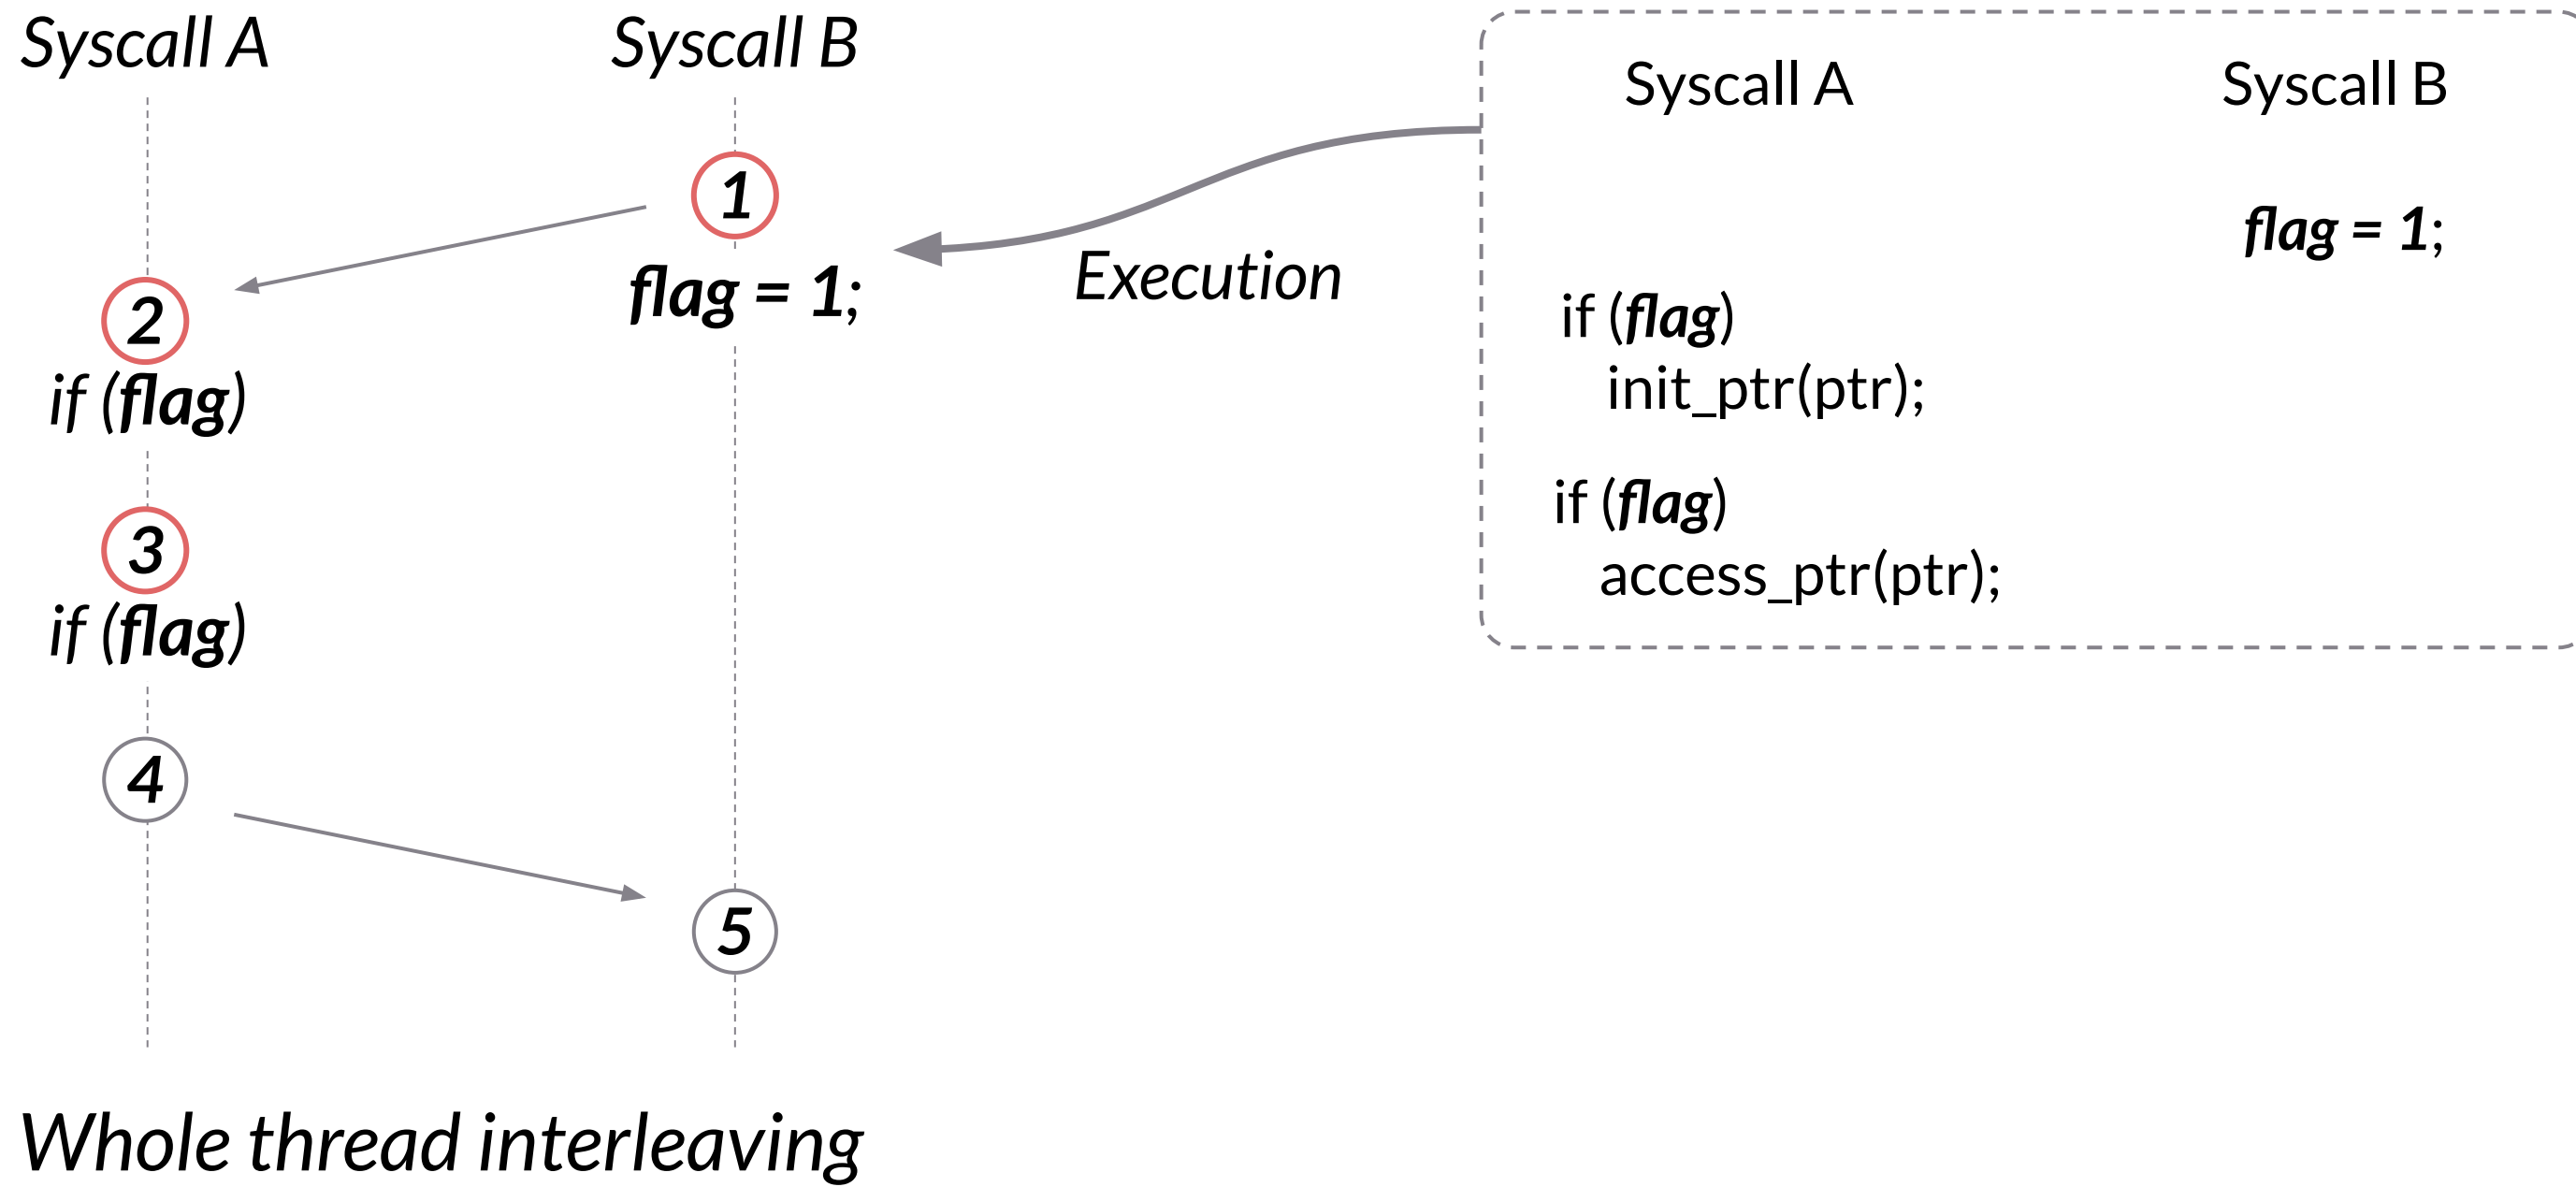 Syscall A
Syscall B
1
flag = 1;
2
if (flag)
3
if (flag)
4
5
Whole thread interleaving
Execution
Syscall A
Syscall B
flag = 1;
if (flag)
init_ptr(ptr);
if (flag)
access_ptr(ptr);